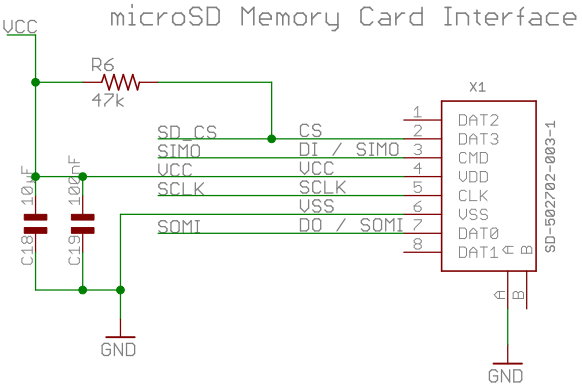 microSD Memory Card Interface
VCC
R6
47k
X1
1 DAT2
SD_CS CS 2 DAT3
SIMO DI / SIMO 3 CMD
VCC VCC 4 VDD
SCLK SCLK 5 CLK
VSS 6 VSS
SOMI DO / SOMI 7 DAT0
8 DAT1
A B
A B
SD-502702-003-1
10uF
C18
100nF
C19
GND
GND